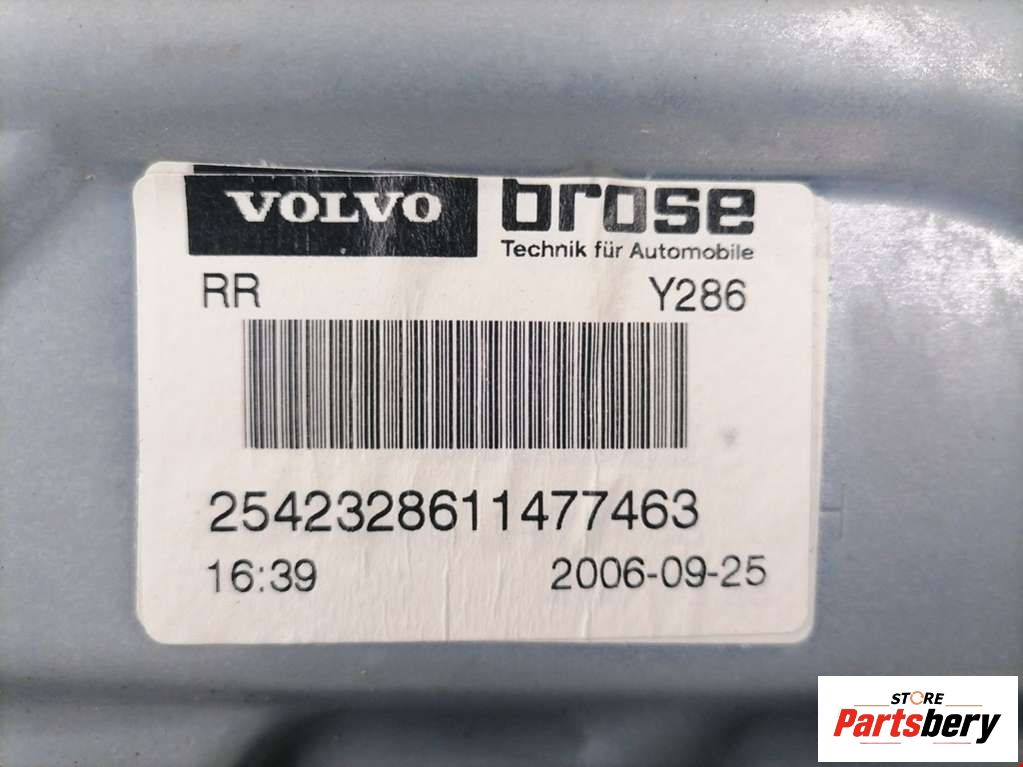 VOLVO brose
Technik für Automobile
RR Y286
2542328611477463
16:39 2006-09-25
STORE
Partsbery